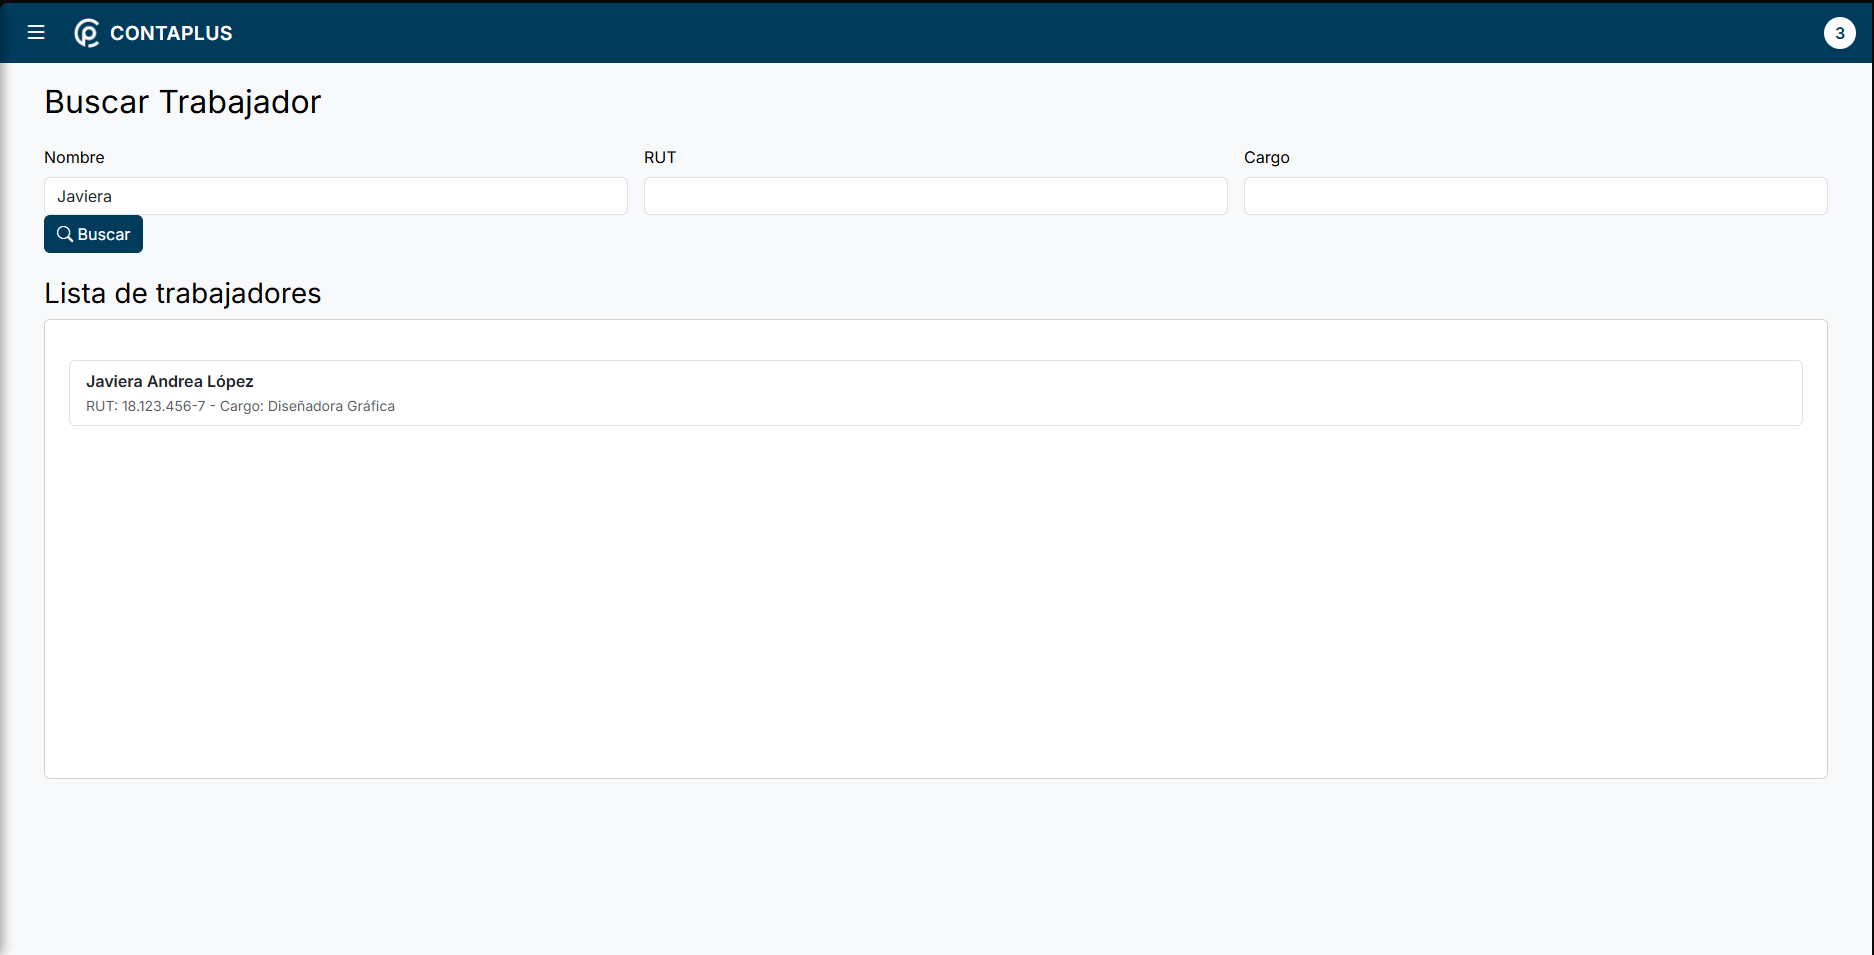 CONTAPLUS
3
Buscar Trabajador
Nombre
RUT
Cargo
Javiera
Buscar
Lista de trabajadores
Javiera Andrea López
RUT: 18.123.456-7 - Cargo: Diseñadora Gráfica